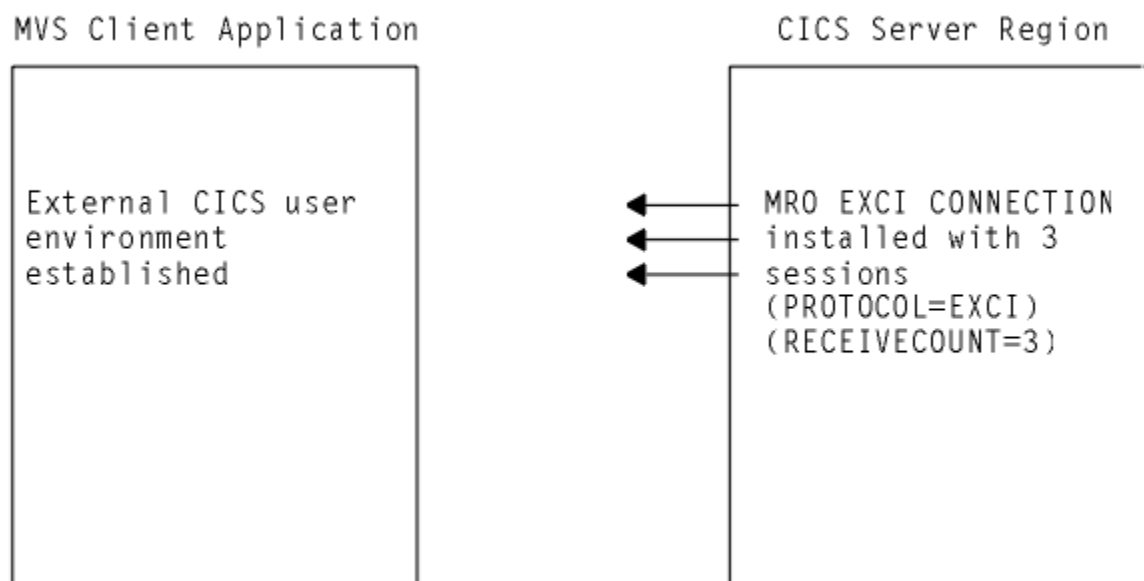 MVS Client Application
CICS Server Region
External CICS user
environment
established
MRO EXCI CONNECTION
installed with 3
sessions
(PROTOCOL=EXCI)
(RECEIVECOUNT=3)